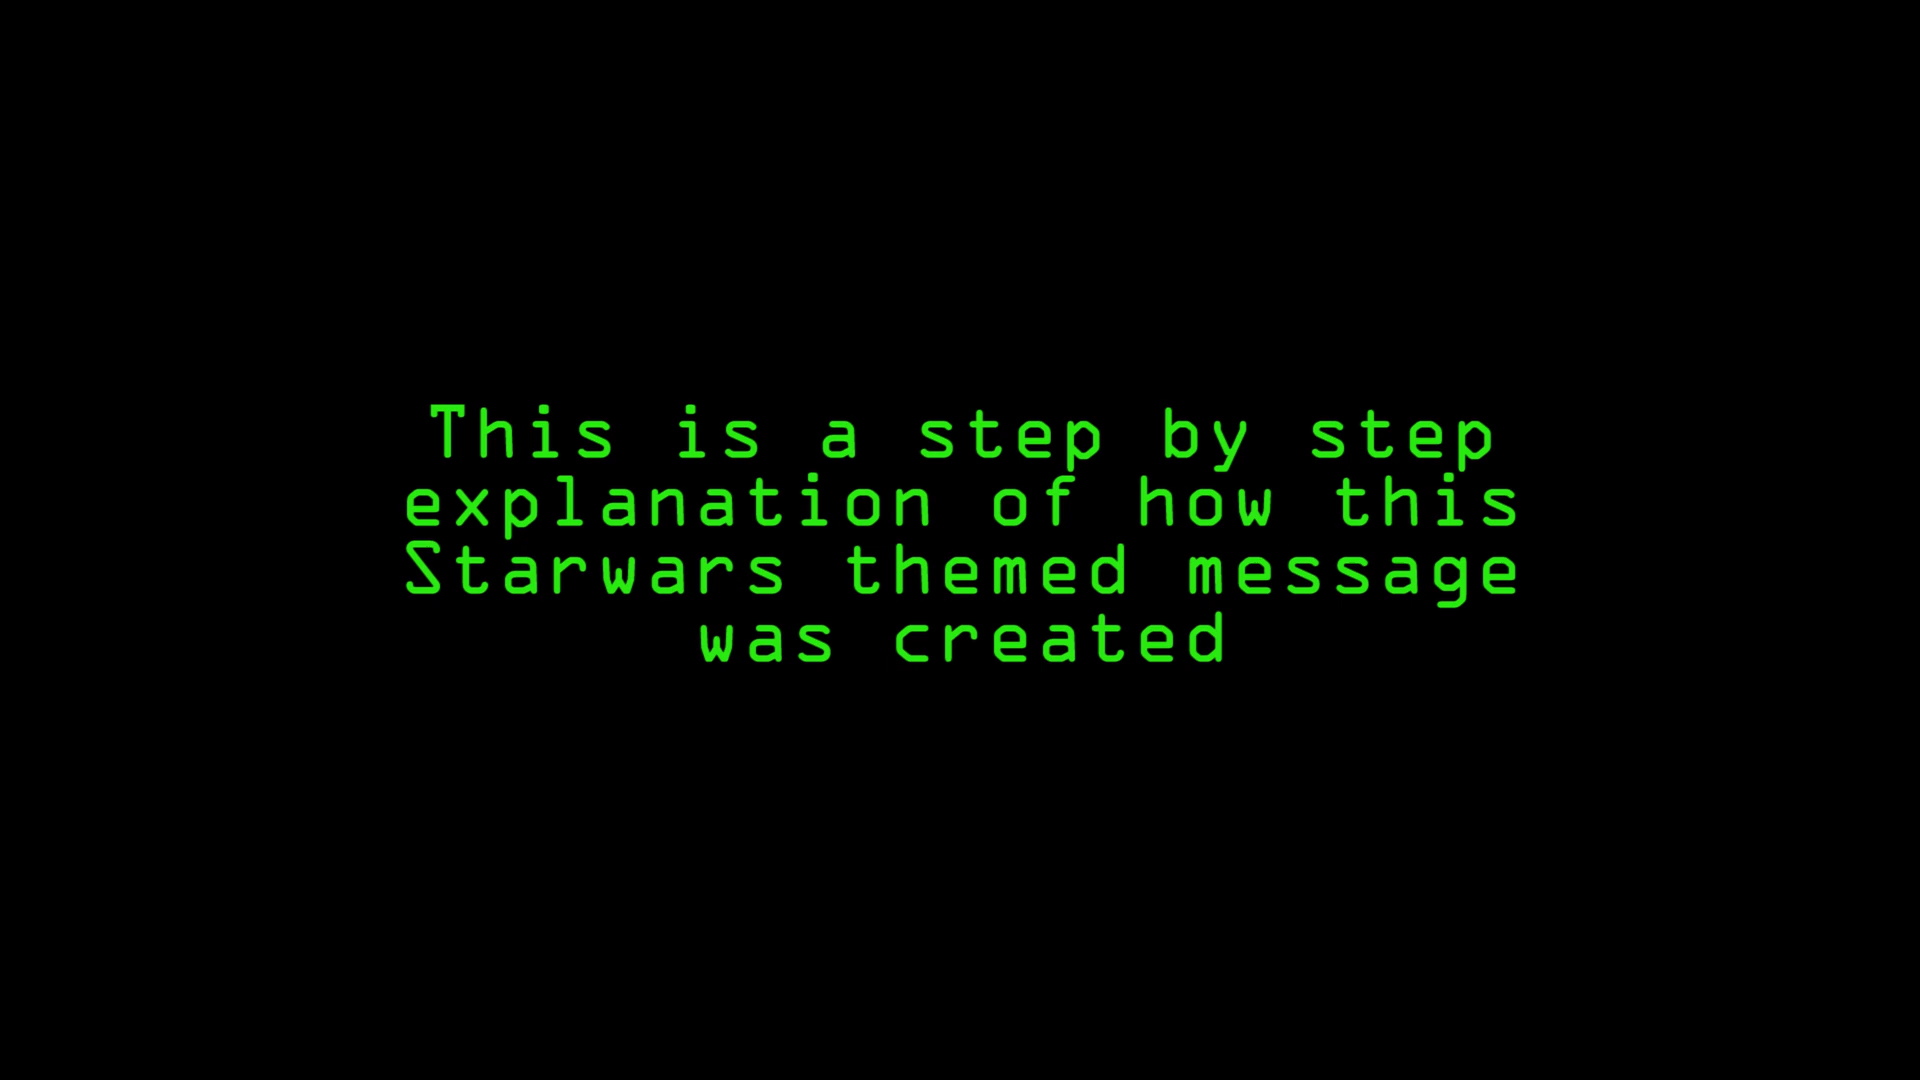 This is a step by step
explanation of how this
Starwars themed message
was created